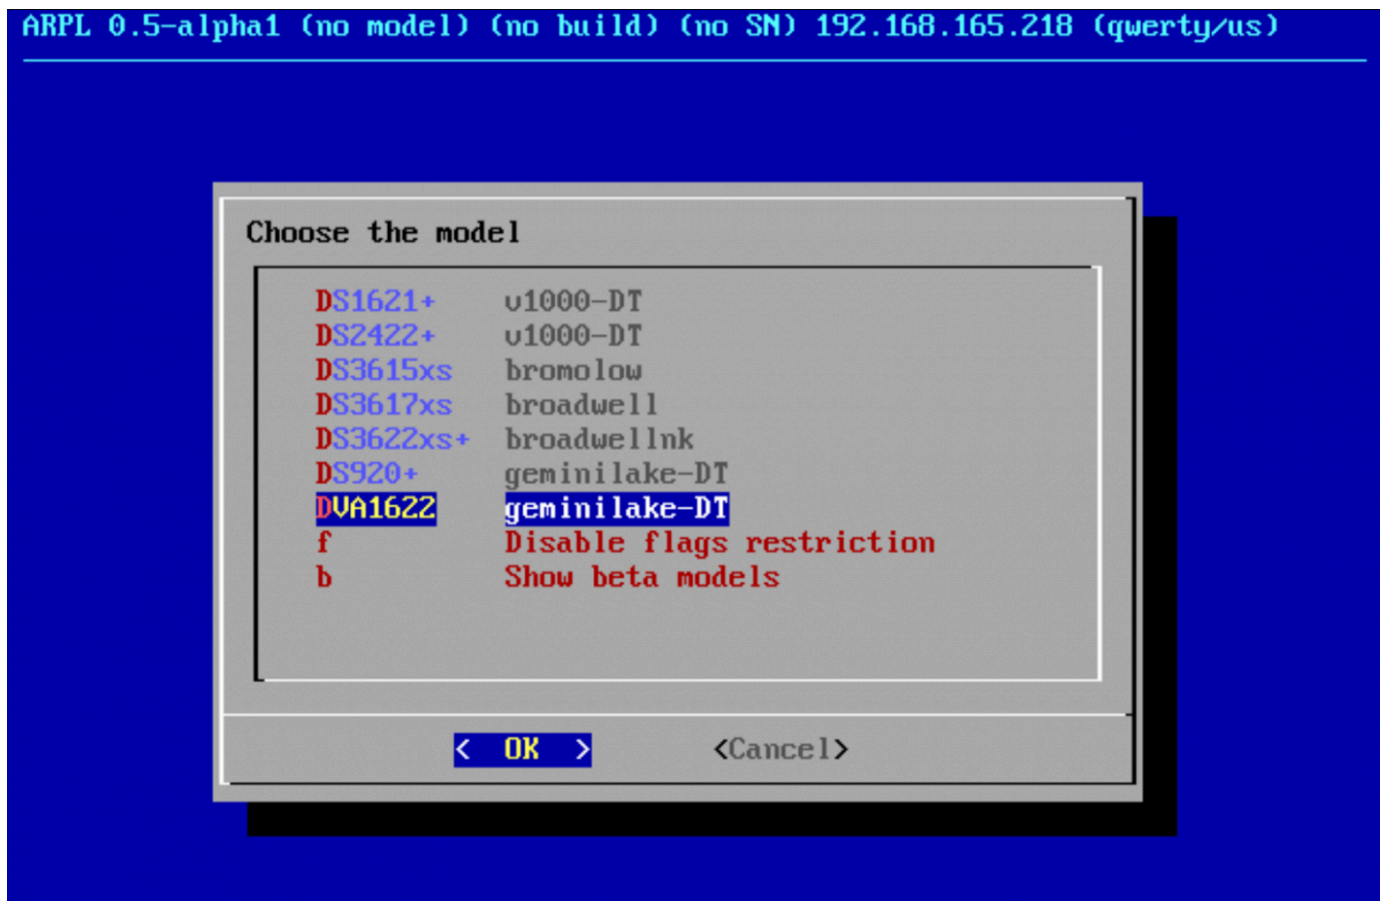 ARPL 0.5-alpha1 (no model) (no build) (no SN) 192.168.165.218 (qwerty/us)
Choose the model
DS1621+ v1000-DT
DS2422+ v1000-DT
DS3615xs bromolow
DS3617xs broadwell
DS3622xs+ broadwellnk
DS920+ geminilake-DT
DVA1622 geminilake-DT
f Disable flags restriction
b Show beta models
< OK > <Cancel>